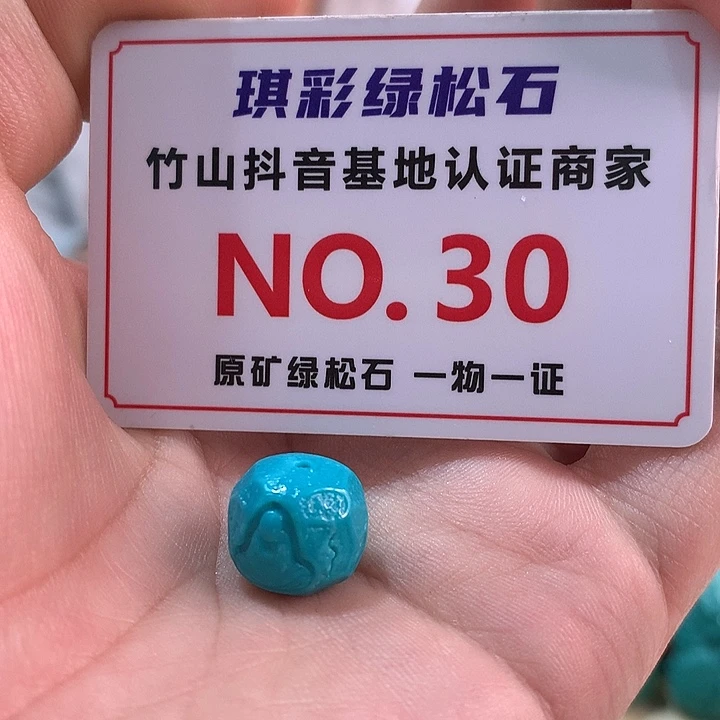 琪彩绿松石
竹山抖音基地认证商家
NO. 30
原矿绿松石 一物一证